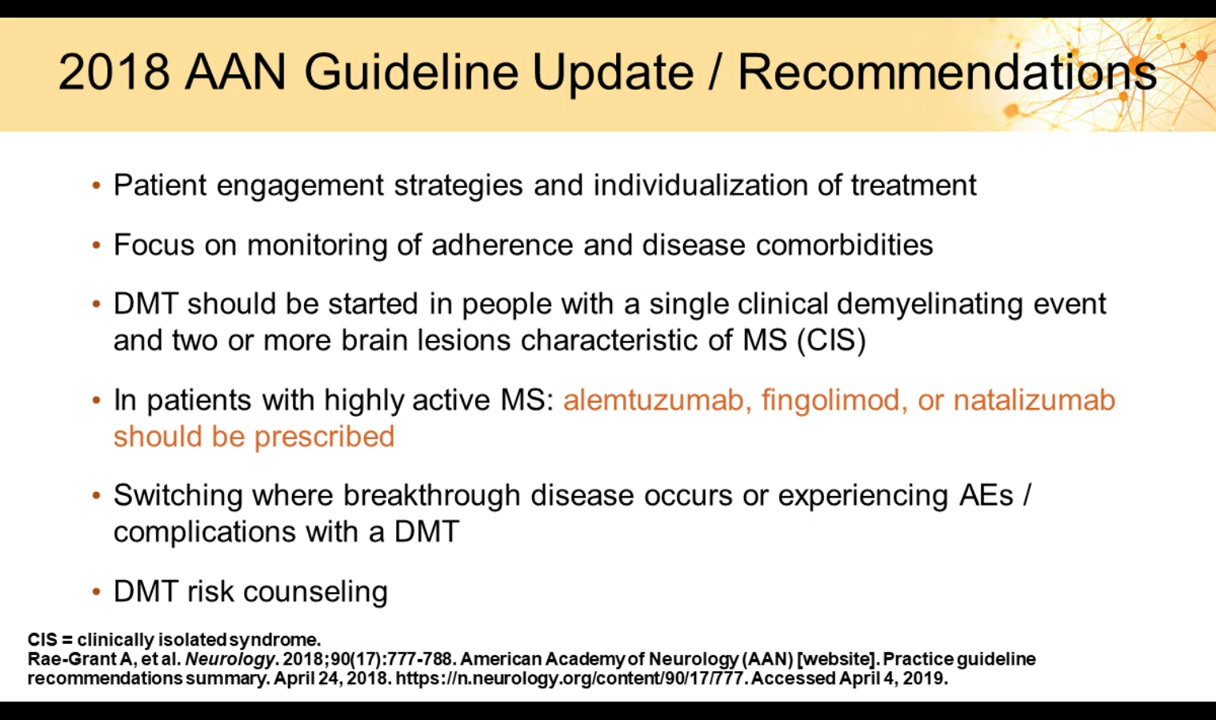 2018 AAN Guideline Update / Recommendations
• Patient engagement strategies and individualization of treatment
• Focus on monitoring of adherence and disease comorbidities
• DMT should be started in people with a single clinical demyelinating event
and two or more brain lesions characteristic of MS (CIS)
• In patients with highly active MS: alemtuzumab, fingolimod, or natalizumab
should be prescribed
• Switching where breakthrough disease occurs or experiencing AEs /
complications with a DMT
• DMT risk counseling
CIS = clinically isolated syndrome.
Rae-Grant A, et al. Neurology. 2018;90(17):777-788. American Academy of Neurology (AAN) [website]. Practice guideline
recommendations summary. April 24, 2018. https://n.neurology.org/content/90/17/777. Accessed April 4, 2019.